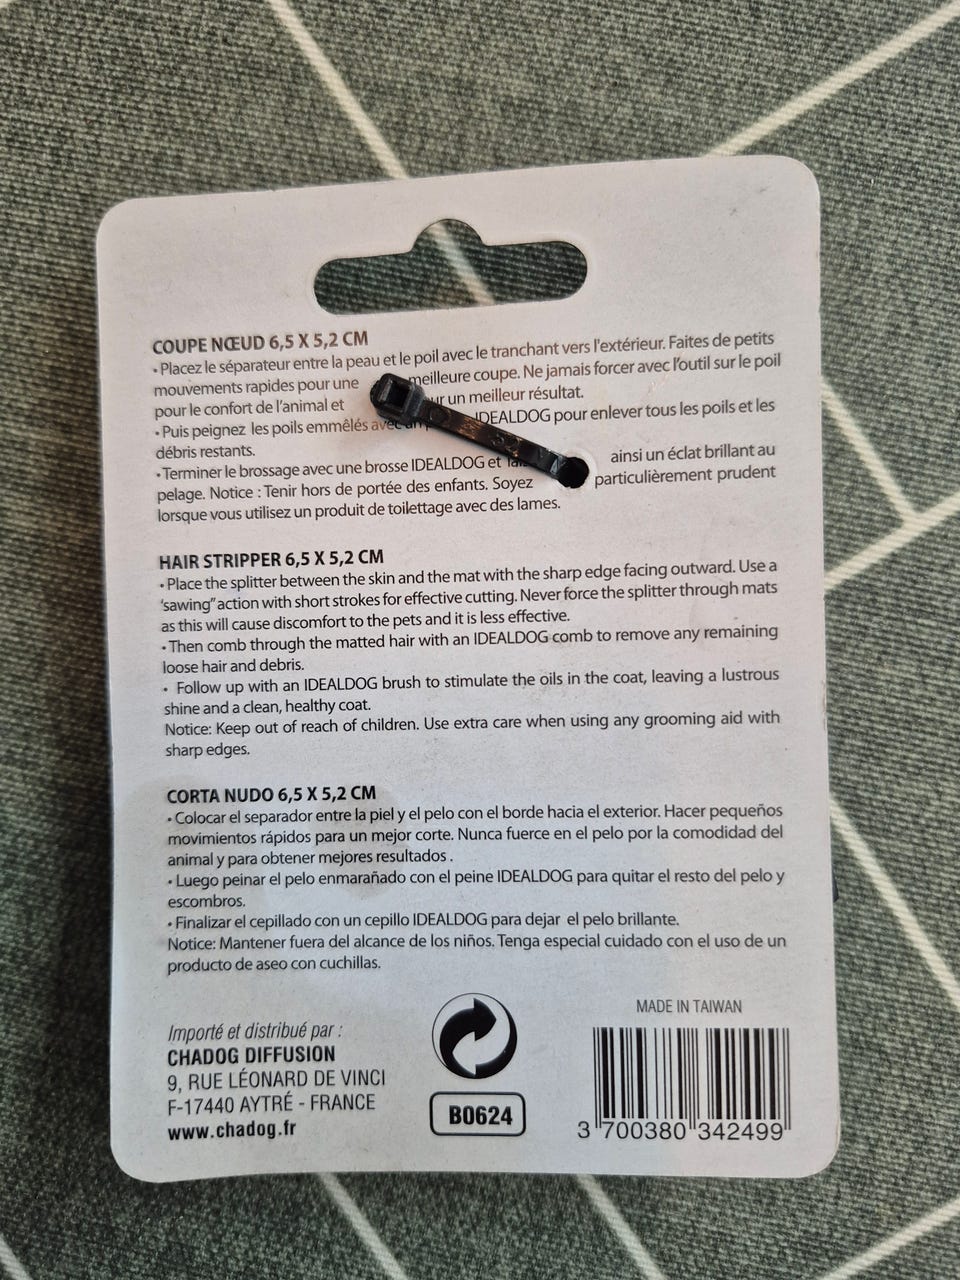 COUPE NŒUD 6,5 X 5,2 CM
• Placez le séparateur entre la peau et le poil avec le tranchant vers l'extérieur. Faites de petits
mouvements rapides pour une meilleure coupe. Ne jamais forcer avec l'outil sur le poil
pour le confort de l'animal et un meilleur résultat.
• Puis peignez les poils emmêlés IDEALDOG pour enlever tous les poils et les
débris restants.
• Terminer le brossage avec une brosse IDEALDOG et ainsi un éclat brillant au
pelage. Notice : Tenir hors de portée des enfants. Soyez particulièrement prudent
lorsque vous utilisez un produit de toilettage avec des lames.
HAIR STRIPPER 6,5 X 5,2 CM
• Place the splitter between the skin and the mat with the sharp edge facing outward. Use a
'sawing" action with short strokes for effective cutting. Never force the splitter through mats
as this will cause discomfort to the pets and it is less effective.
• Then comb through the matted hair with an IDEALDOG comb to remove any remaining
loose hair and debris.
• Follow up with an IDEALDOG brush to stimulate the oils in the coat, leaving a lustrous
shine and a clean, healthy coat.
Notice: Keep out of reach of children. Use extra care when using any grooming aid with
sharp edges.
CORTA NUDO 6,5 X 5,2 CM
• Colocar el separador entre la piel y el pelo con el borde hacia el exterior. Hacer pequeños
movimientos rápidos para un mejor corte. Nunca fuerce en el pelo por la comodidad del
animal y para obtener mejores resultados .
• Luego peinar el pelo enmarañado con el peine IDEALDOG para quitar el resto del pelo y
escombros.
• Finalizar el cepillado con un cepillo IDEALDOG para dejar el pelo brillante.
Notice: Mantener fuera del alcance de los niños. Tenga especial cuidado con el uso de un
producto de aseo con cuchillas.
Importé et distribué par :
CHADOG DIFFUSION
9, RUE LÉONARD DE VINCI
F-17440 AYTRÉ - FRANCE
www.chadog.fr
B0624
MADE IN TAIWAN
3 700380 342499